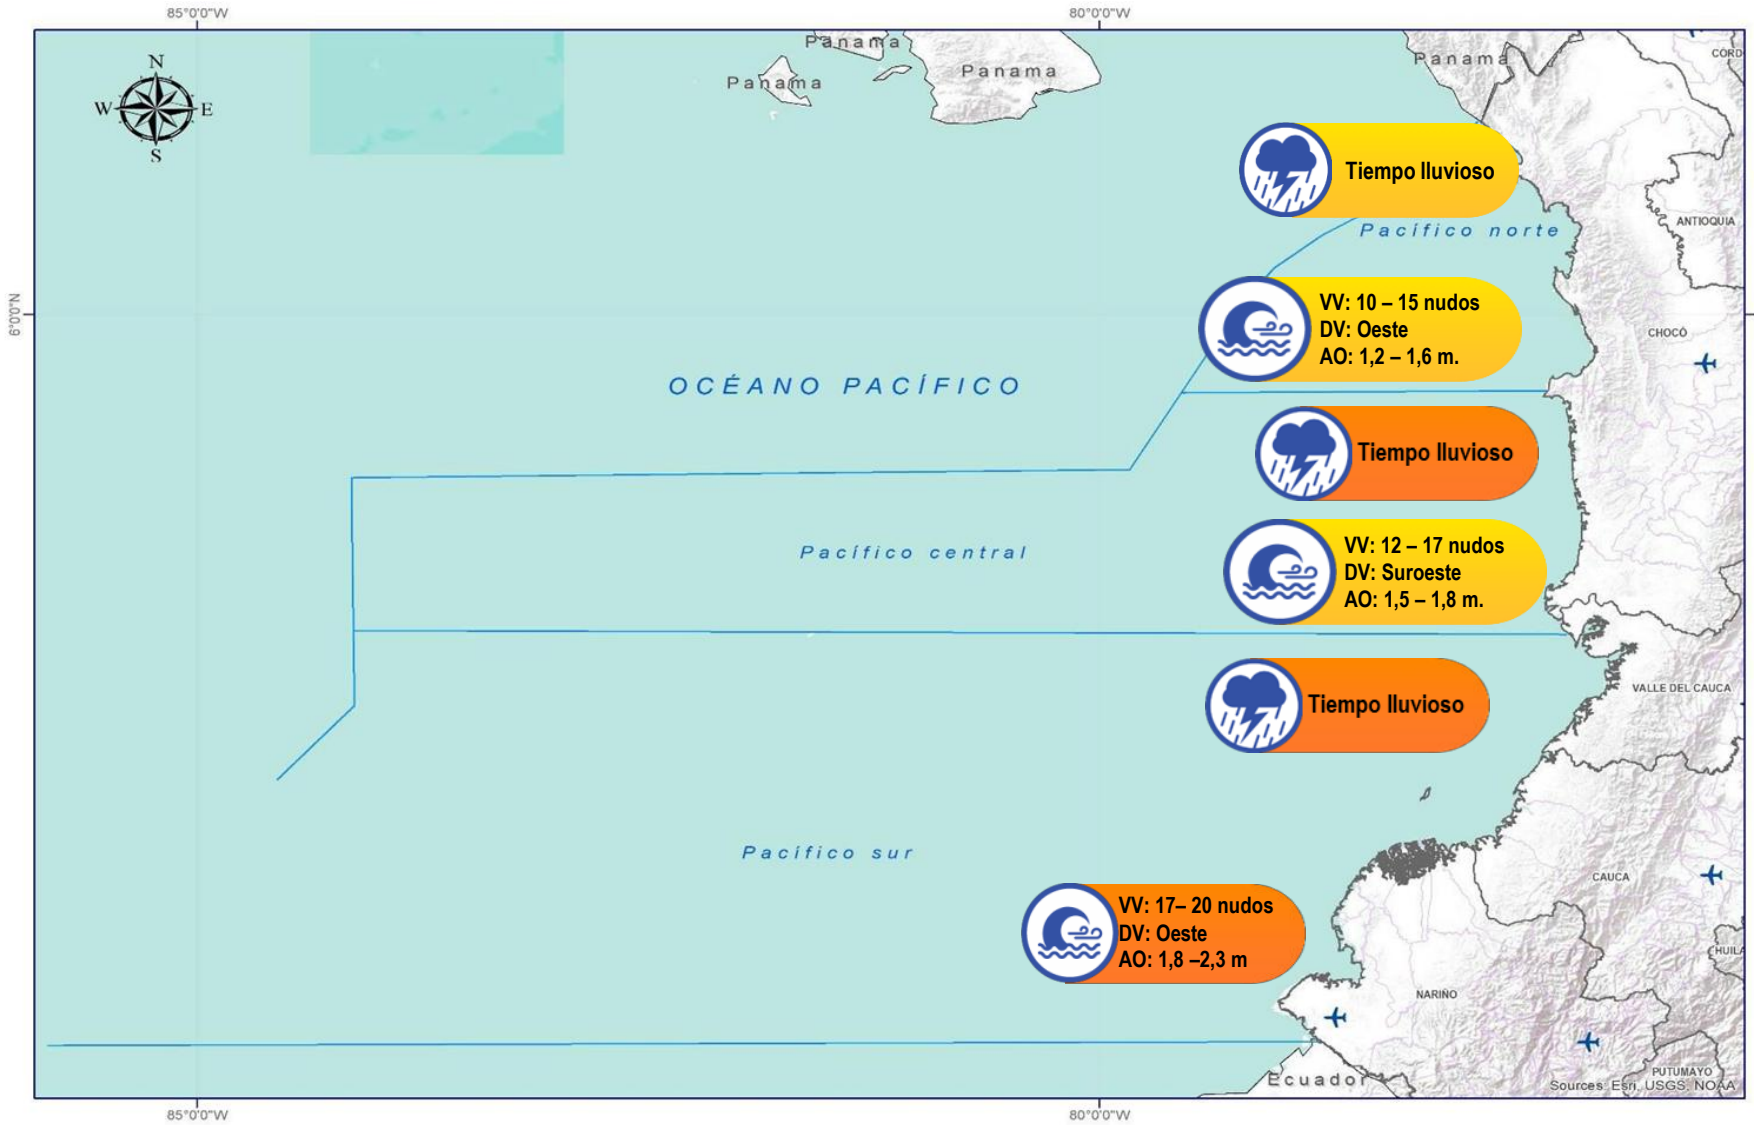 85°0'0"W
80°0'0"W
Panama
Panama
Panama
Panama
CORD
N
W
E
S
Tiempo lluvioso
ANTIOQUIA
Pacífico norte
6°0'0"N
VV: 10 – 15 nudos
DV: Oeste
AO: 1,2 – 1,6 m.
CHOCÓ
OCÉANO PACÍFICO
Tiempo lluvioso
Pacífico central
VV: 12 – 17 nudos
DV: Suroeste
AO: 1,5 – 1,8 m.
VALLE DEL CAUCA
Tiempo lluvioso
Pacífico sur
CAUCA
VV: 17– 20 nudos
DV: Oeste
AO: 1,8 –2,3 m
HUILA
NARIÑO
Ecuador
PUTUMAYO
Sources: Esri, USGS, NOAA
85°0'0"W
80°0'0"W